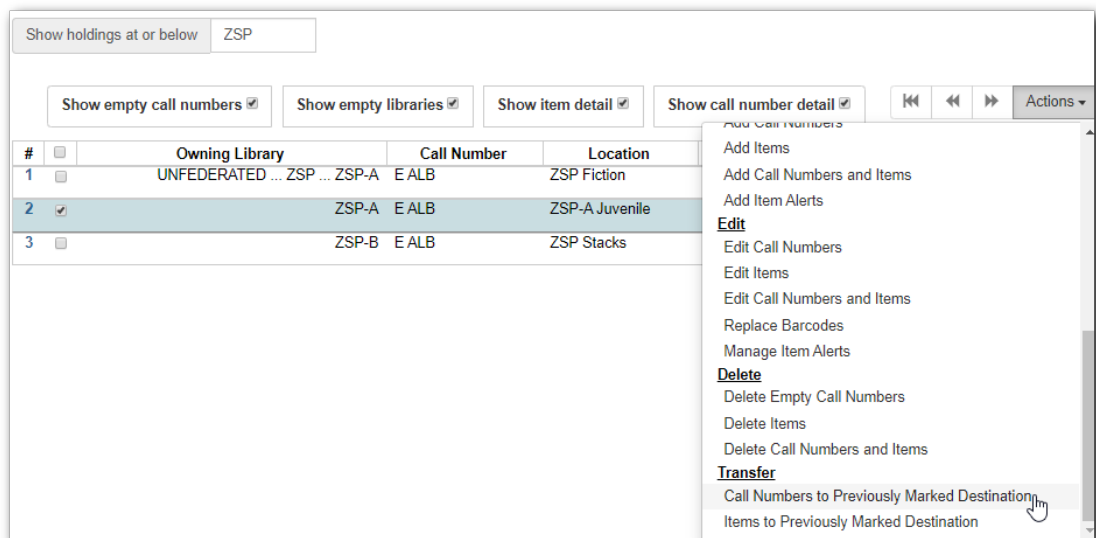 Show holdings at or below ZSP
Show empty call numbers Show empty libraries Show item detail Show call number detail Actions
Add Call Numbers
# Owning Library Call Number Location
1 UNFEDERATED ... ZSP ... ZSP-A E ALB ZSP Fiction
2 ZSP-A E ALB ZSP-A Juvenile
3 ZSP-B E ALB ZSP Stacks
Add Items
Add Call Numbers and Items
Add Item Alerts
Edit
Edit Call Numbers
Edit Items
Edit Call Numbers and Items
Replace Barcodes
Manage Item Alerts
Delete
Delete Empty Call Numbers
Delete Items
Delete Call Numbers and Items
Transfer
Call Numbers to Previously Marked Destination
Items to Previously Marked Destination